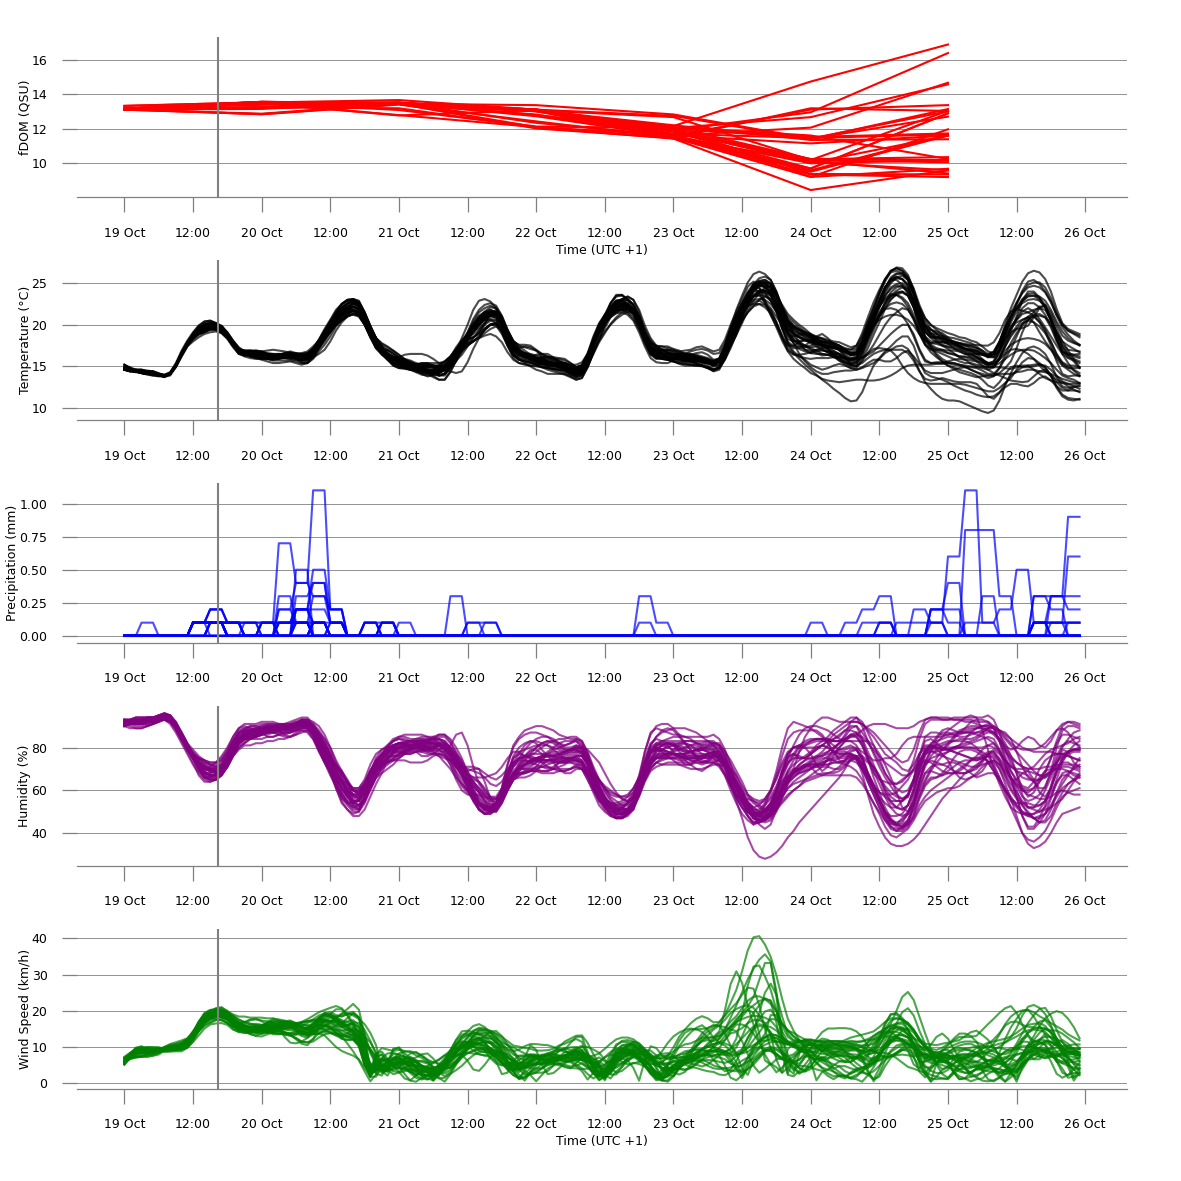 fDOM (QSU)
16
14
12
10
19 Oct 12:00 20 Oct 12:00 21 Oct 12:00 22 Oct 12:00 23 Oct 12:00 24 Oct 12:00 25 Oct 12:00 26 Oct
Time (UTC +1)
Temperature (°C)
25
20
15
10
19 Oct 12:00 20 Oct 12:00 21 Oct 12:00 22 Oct 12:00 23 Oct 12:00 24 Oct 12:00 25 Oct 12:00 26 Oct
Precipitation (mm)
1.00
0.75
0.50
0.25
0.00
19 Oct 12:00 20 Oct 12:00 21 Oct 12:00 22 Oct 12:00 23 Oct 12:00 24 Oct 12:00 25 Oct 12:00 26 Oct
Humidity (%)
80
60
40
19 Oct 12:00 20 Oct 12:00 21 Oct 12:00 22 Oct 12:00 23 Oct 12:00 24 Oct 12:00 25 Oct 12:00 26 Oct
Wind Speed (km/h)
40
30
20
10
0
19 Oct 12:00 20 Oct 12:00 21 Oct 12:00 22 Oct 12:00 23 Oct 12:00 24 Oct 12:00 25 Oct 12:00 26 Oct
Time (UTC +1)